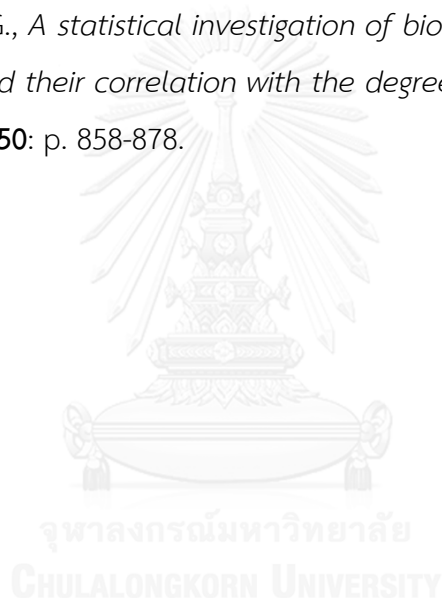 G., A statistical investigation of bio
d their correlation with the degree
50: p. 858-878.
จุฬาลงกรณ์มหาวิทยาลัย
CHULALONGKORN UNIVERSITY